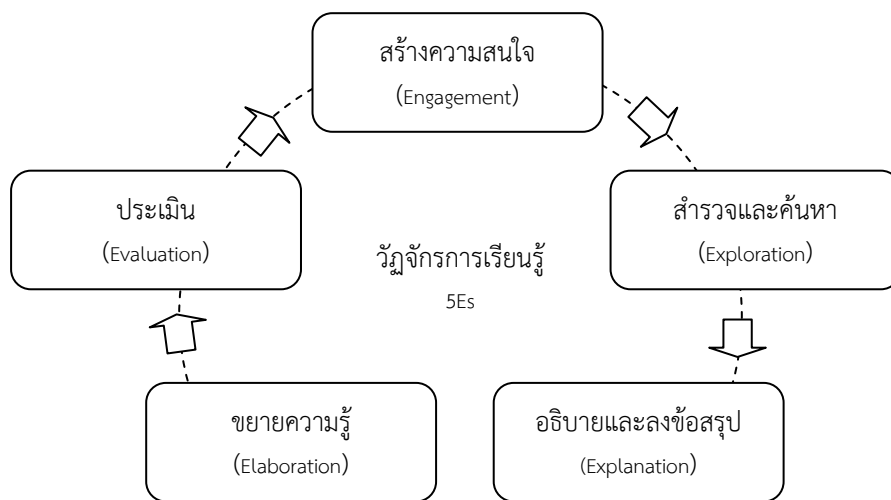 สร้างความสนใจ
(Engagement)
ประเมิน
(Evaluation)
สำรวจและค้นหา
(Exploration)
วัฏจักรการเรียนรู้
5Es
ขยายความรู้
(Elaboration)
อธิบายและลงข้อสรุป
(Explanation)